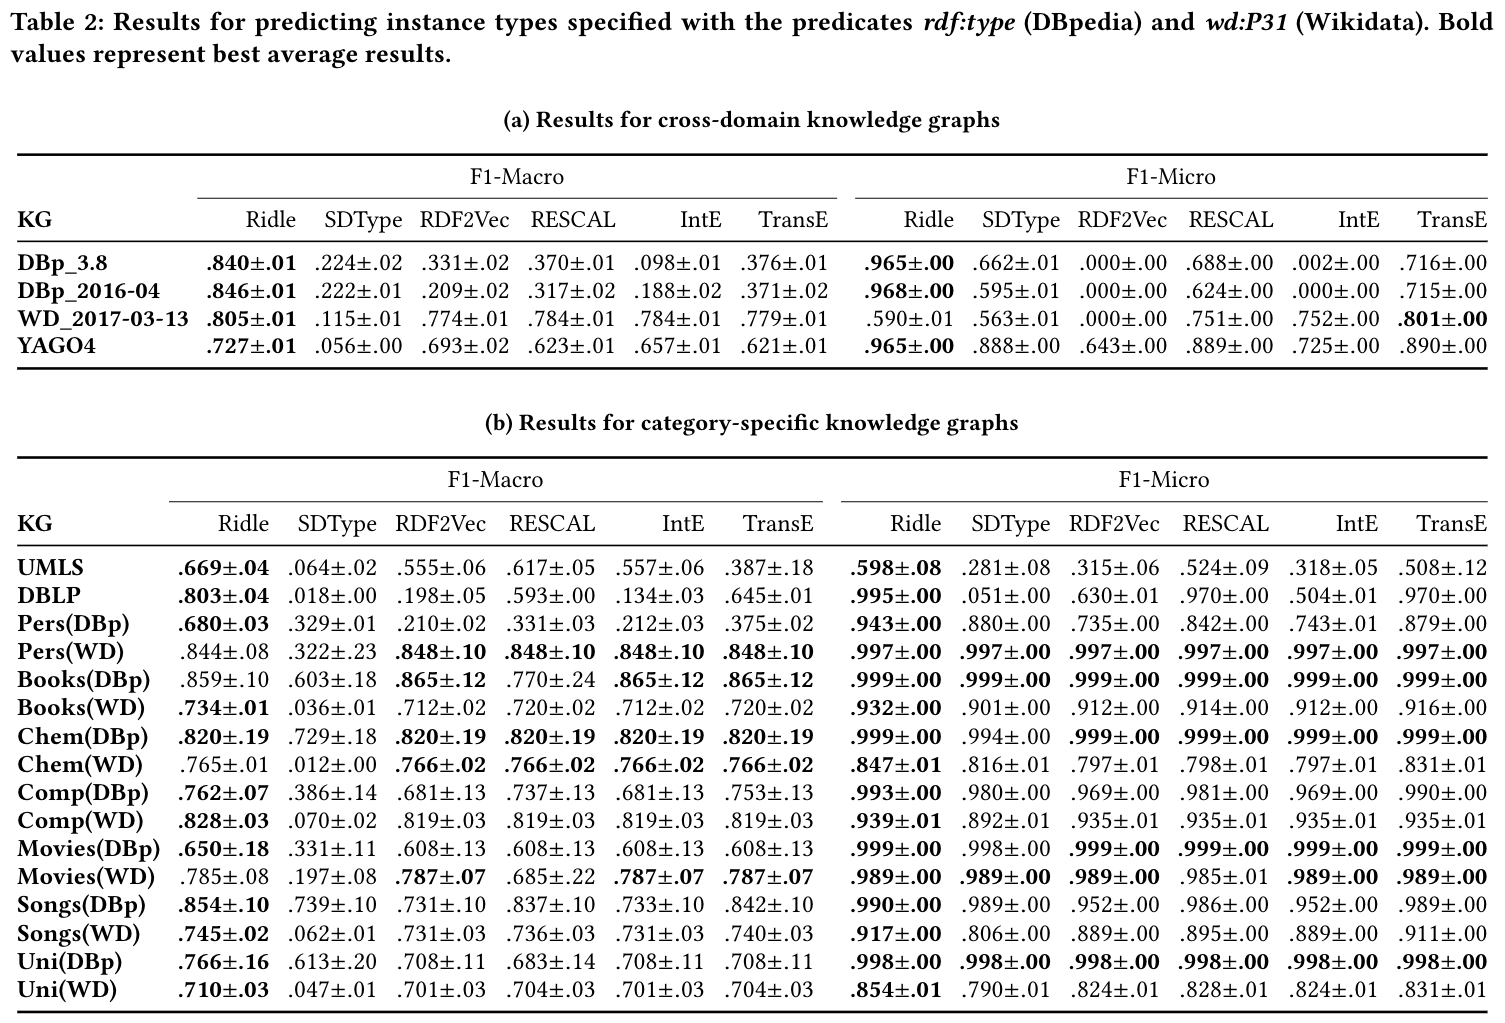 Table 2: Results for predicting instance types specified with the predicates rdf:type (DBpedia) and wd:P31 (Wikidata). Bold
values represent best average results.
(a) Results for cross-domain knowledge graphs
F1-Macro F1-Micro
KG Ridle SDType RDF2Vec RESCAL IntE TransE Ridle SDType RDF2Vec RESCAL IntE TransE
DBp_3.8 .840±.01 .224±.02 .331±.02 .370±.01 .098±.01 .376±.01 .965±.00 .662±.01 .000±.00 .688±.00 .002±.00 .716±.00
DBp_2016-04 .846±.01 .222±.01 .209±.02 .317±.02 .188±.02 .371±.02 .968±.00 .595±.01 .000±.00 .624±.00 .000±.00 .715±.00
WD_2017-03-13 .805±.01 .115±.01 .774±.01 .784±.01 .784±.01 .779±.01 .590±.01 .563±.01 .000±.00 .751±.00 .752±.00 .801±.00
YAGO4 .727±.01 .056±.00 .693±.02 .623±.01 .657±.01 .621±.01 .965±.00 .888±.00 .643±.00 .889±.00 .725±.00 .890±.00
(b) Results for category-specific knowledge graphs
F1-Macro F1-Micro
KG Ridle SDType RDF2Vec RESCAL IntE TransE Ridle SDType RDF2Vec RESCAL IntE TransE
UMLS .669±.04 .064±.02 .555±.06 .617±.05 .557±.06 .387±.18 .598±.08 .281±.08 .315±.06 .524±.09 .318±.05 .508±.12
DBLP .803±.04 .018±.00 .198±.05 .593±.00 .134±.03 .645±.01 .995±.00 .051±.00 .630±.01 .970±.00 .504±.01 .970±.00
Pers(DBp) .680±.03 .329±.01 .210±.02 .331±.03 .212±.03 .375±.02 .943±.00 .880±.00 .735±.00 .842±.00 .743±.01 .879±.00
Pers(WD) .844±.08 .322±.23 .848±.10 .848±.10 .848±.10 .848±.10 .997±.00 .997±.00 .997±.00 .997±.00 .997±.00 .997±.00
Books(DBp) .859±.10 .603±.18 .865±.12 .770±.24 .865±.12 .865±.12 .999±.00 .999±.00 .999±.00 .999±.00 .999±.00 .999±.00
Books(WD) .734±.01 .036±.01 .712±.02 .720±.02 .712±.02 .720±.02 .932±.00 .901±.00 .912±.00 .914±.00 .912±.00 .916±.00
Chem(DBp) .820±.19 .729±.18 .820±.19 .820±.19 .820±.19 .820±.19 .999±.00 .994±.00 .999±.00 .999±.00 .999±.00 .999±.00
Chem(WD) .765±.01 .012±.00 .766±.02 .766±.02 .766±.02 .766±.02 .847±.01 .816±.01 .797±.01 .798±.01 .797±.01 .831±.01
Comp(DBp) .762±.07 .386±.14 .681±.13 .737±.13 .681±.13 .753±.13 .993±.00 .980±.00 .969±.00 .981±.00 .969±.00 .990±.00
Comp(WD) .828±.03 .070±.02 .819±.03 .819±.03 .819±.03 .819±.03 .939±.01 .892±.01 .935±.01 .935±.01 .935±.01 .935±.01
Movies(DBp) .650±.18 .331±.11 .608±.13 .608±.13 .608±.13 .608±.13 .999±.00 .998±.00 .999±.00 .999±.00 .999±.00 .999±.00
Movies(WD) .785±.08 .197±.08 .787±.07 .685±.22 .787±.07 .787±.07 .989±.00 .989±.00 .989±.00 .985±.01 .989±.00 .989±.00
Songs(DBp) .854±.10 .739±.10 .731±.10 .837±.10 .733±.10 .842±.10 .990±.00 .989±.00 .952±.00 .986±.00 .952±.00 .989±.00
Songs(WD) .745±.02 .062±.01 .731±.03 .736±.03 .731±.03 .740±.03 .917±.00 .806±.00 .889±.00 .895±.00 .889±.00 .911±.00
Uni(DBp) .766±.16 .613±.20 .708±.11 .683±.14 .708±.11 .708±.11 .998±.00 .998±.00 .998±.00 .998±.00 .998±.00 .998±.00
Uni(WD) .710±.03 .047±.01 .701±.03 .704±.03 .701±.03 .704±.03 .854±.01 .790±.01 .824±.01 .828±.01 .824±.01 .831±.01